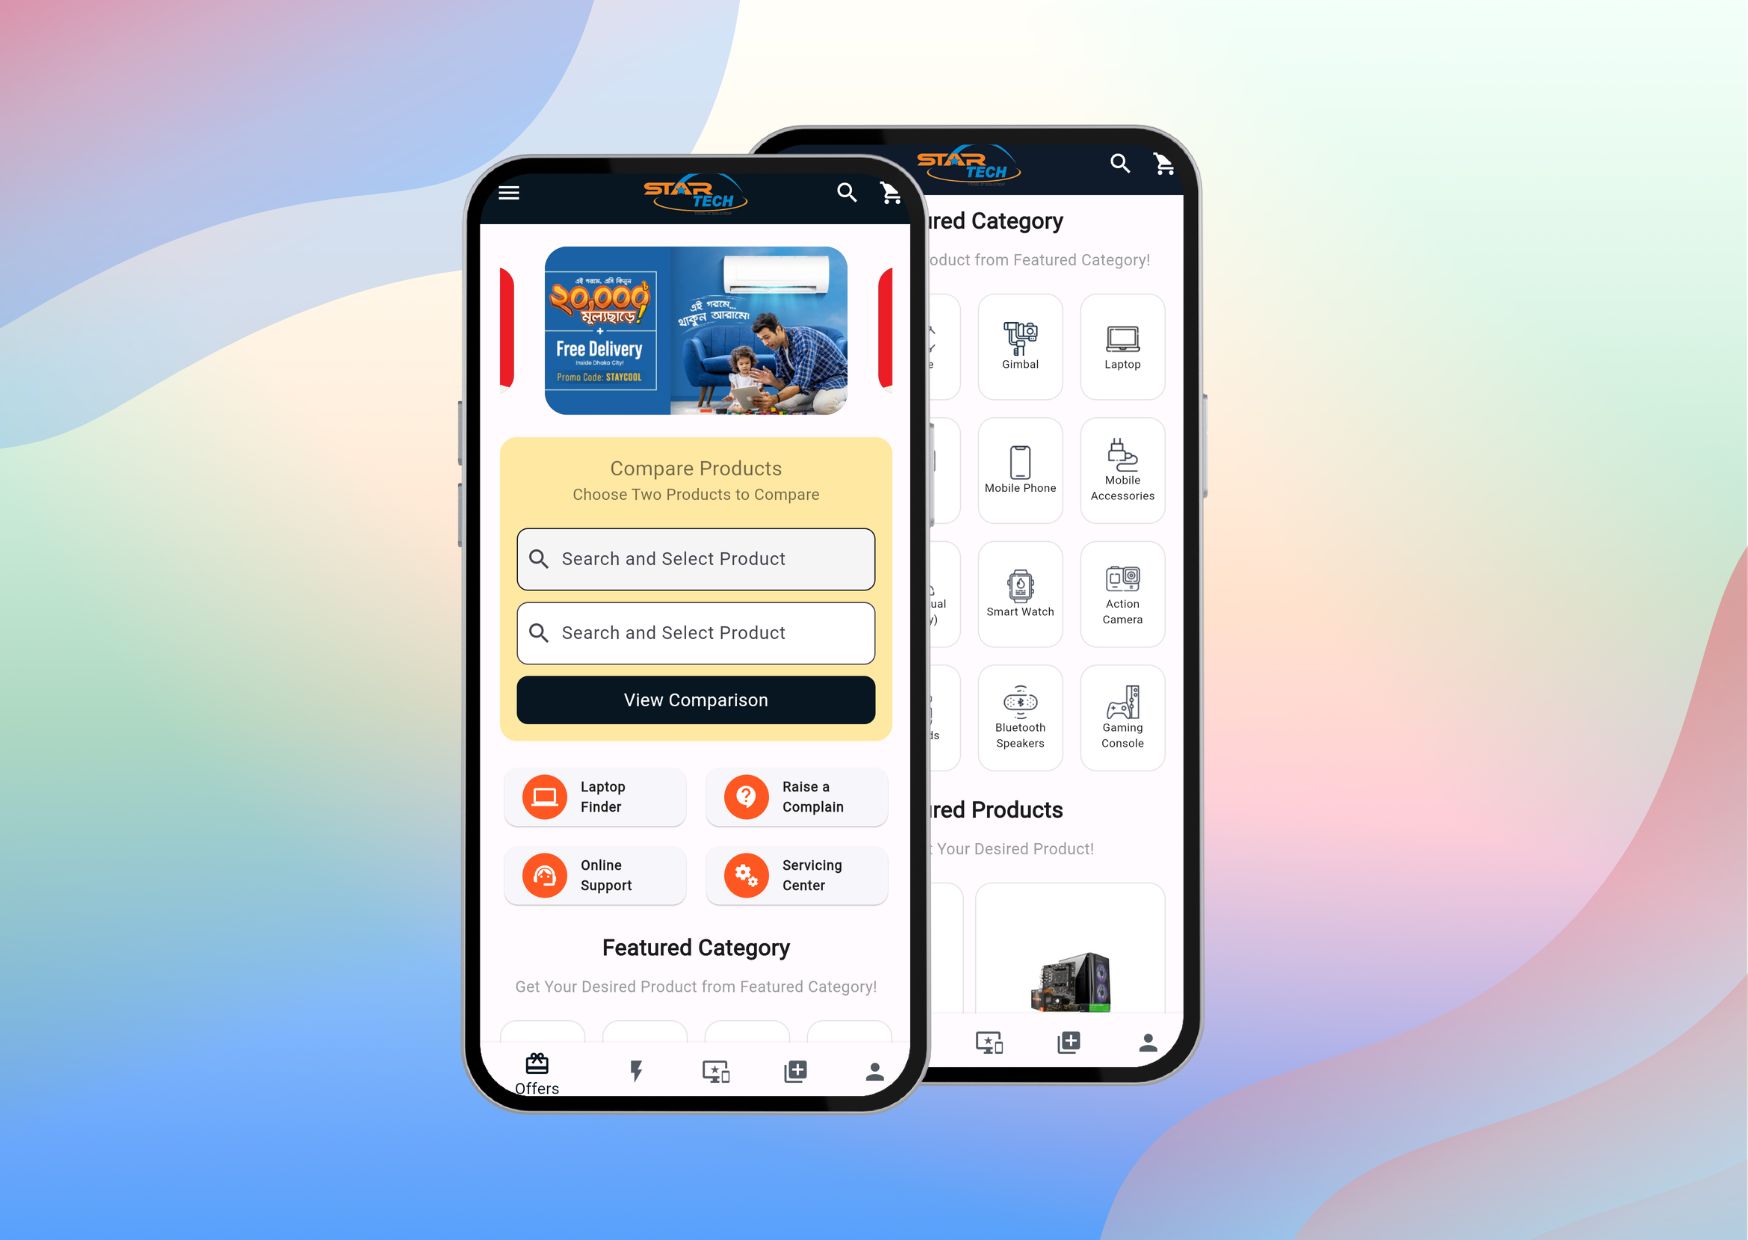 STAR
TECH
এই গরমে, এসি কিনুন
২০,০০০৳
মূল্যছাড়ে!
+
Free Delivery
Inside Dhaka City!
Promo Code: STAYCOOL
এই গরমে...
থাকুন আরামে!
Compare Products
Choose Two Products to Compare
Search and Select Product
Search and Select Product
View Comparison
Laptop
Finder
Raise a
Complain
Online
Support
Servicing
Center
Featured Category
Get Your Desired Product from Featured Category!
Offers
STAR
TECH
ured Category
oduct from Featured Category!
e
Gimbal
Laptop
Mobile Phone
Mobile
Accessories
ual
y)
Smart Watch
Action
Camera
ds
Bluetooth
Speakers
Gaming
Console
ured Products
t Your Desired Product!